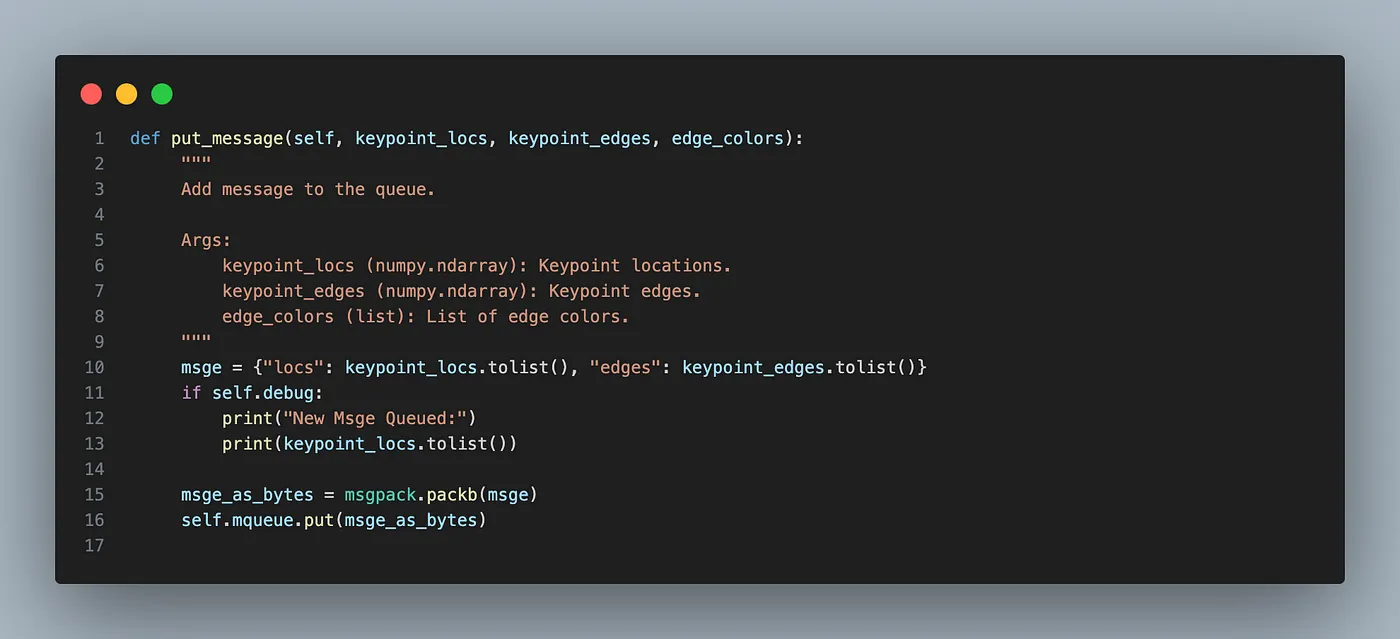 1 def put_message(self, keypoint_locs, keypoint_edges, edge_colors):
2 """
3 Add message to the queue.
4
5 Args:
6 keypoint_locs (numpy.ndarray): Keypoint locations.
7 keypoint_edges (numpy.ndarray): Keypoint edges.
8 edge_colors (list): List of edge colors.
9 """
10 msge = {"locs": keypoint_locs.tolist(), "edges": keypoint_edges.tolist()}
11 if self.debug:
12 print("New Msge Queued:")
13 print(keypoint_locs.tolist())
14
15 msge_as_bytes = msgpack.packb(msge)
16 self.mqueue.put(msge_as_bytes)
17